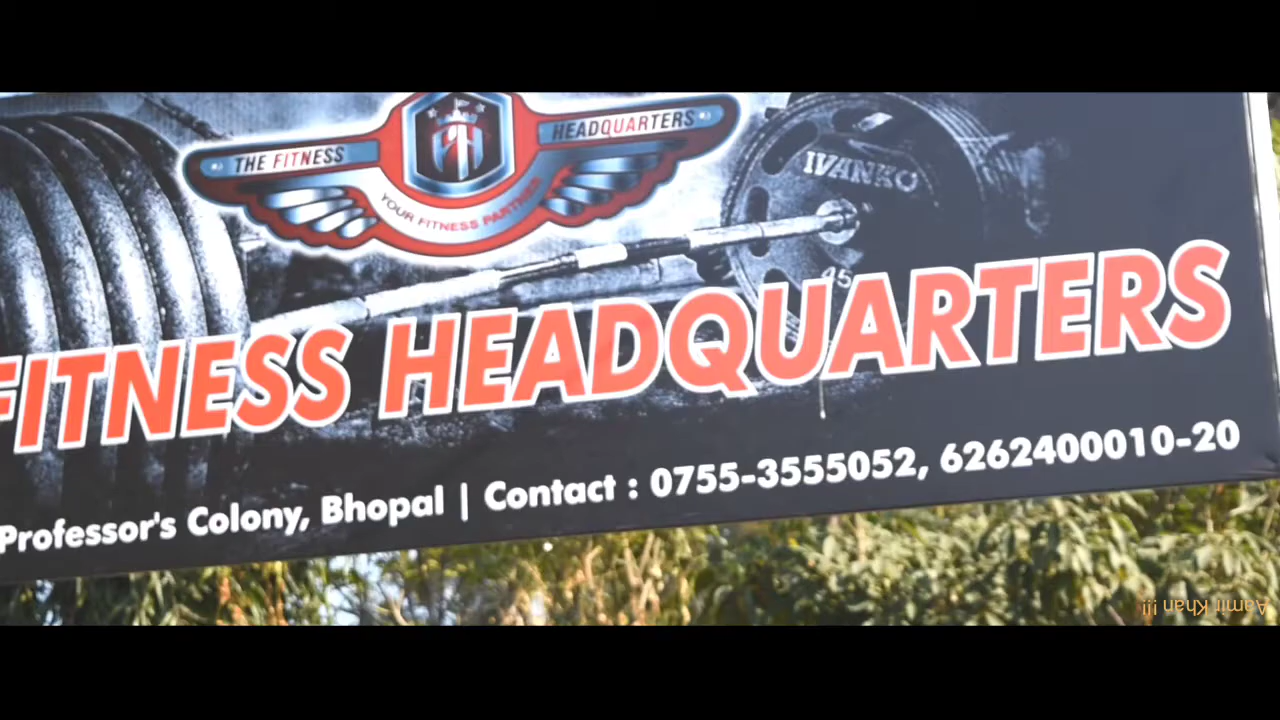 THE FITNESS
HEADQUARTERS
YOUR FITNESS PARTNER
IVANKO
45
FITNESS HEADQUARTERS
Professor's Colony, Bhopal | Contact : 0755-3555052, 6262400010-20
Aamir Khan !!!